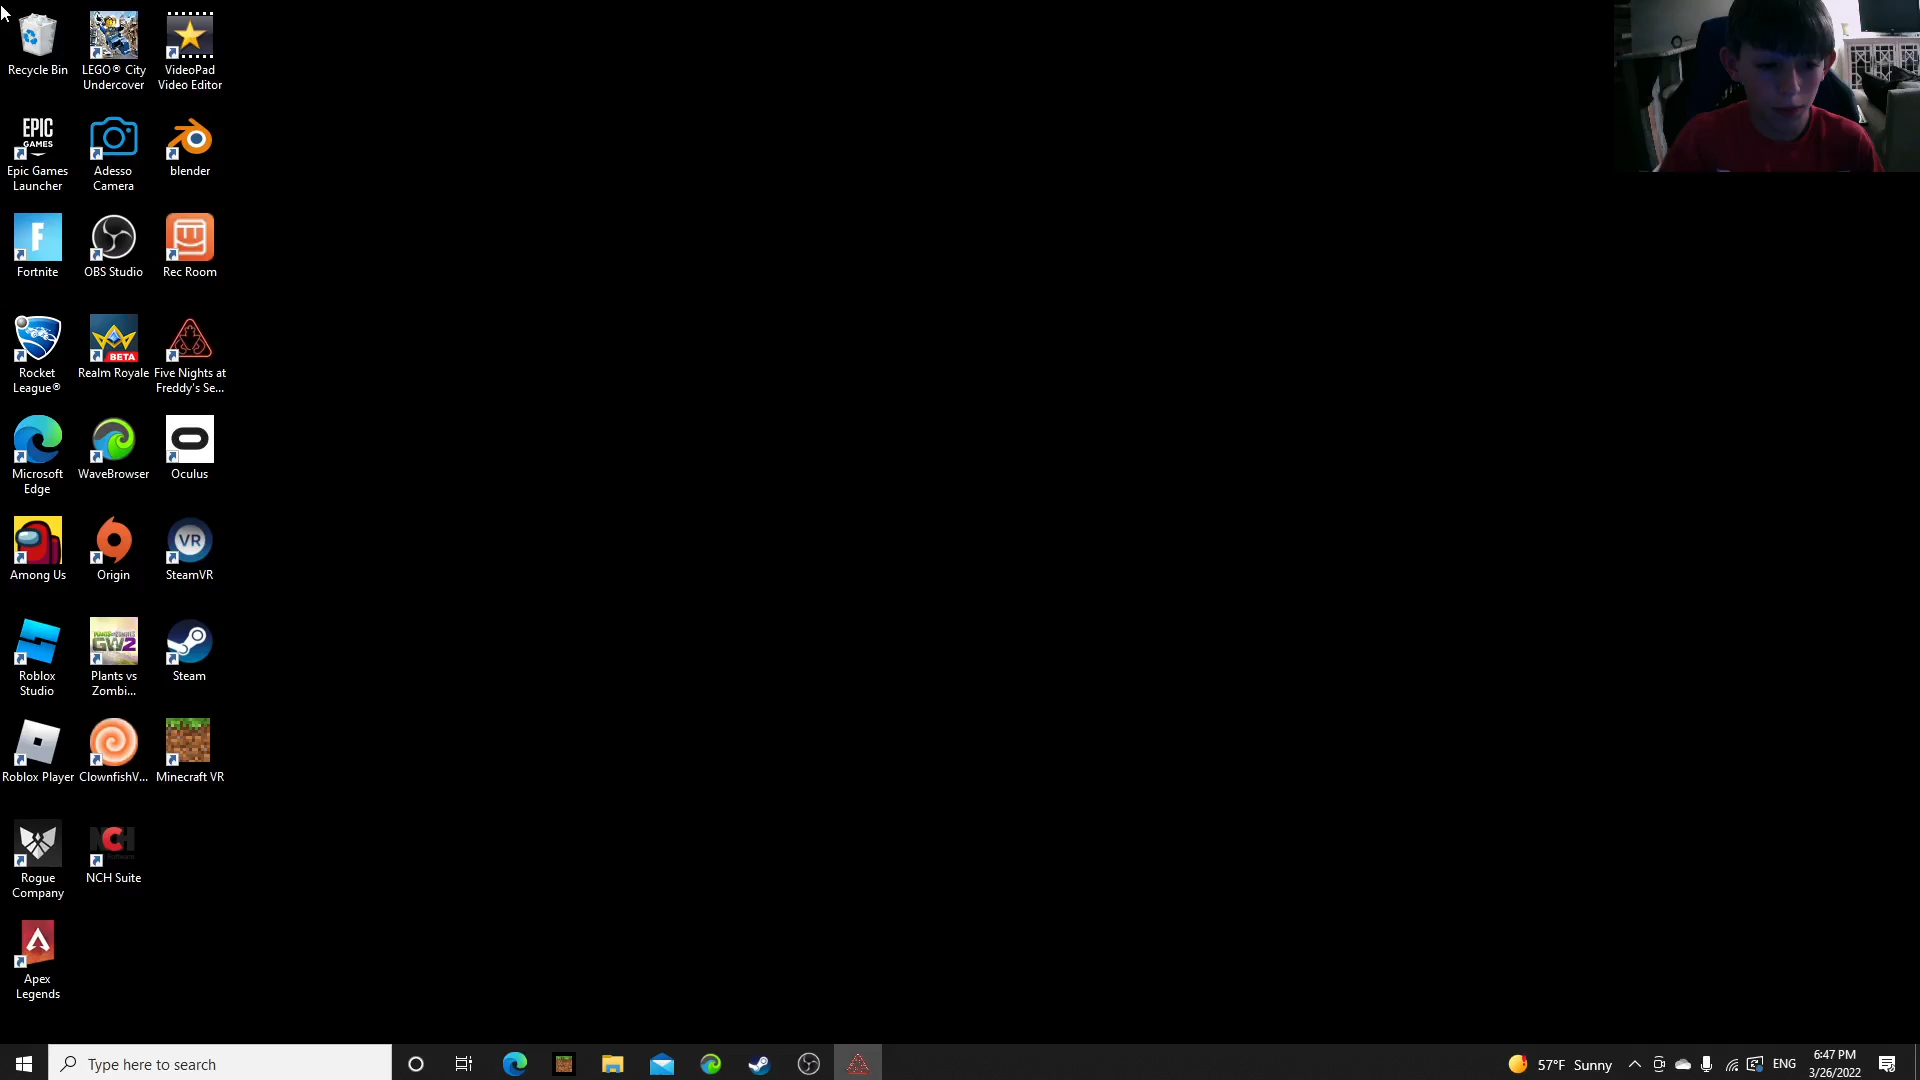 Recycle Bin
LEGO® City Undercover
VideoPad Video Editor
EPIC GAMES
Epic Games Launcher
Adesso Camera
blender
F
Fortnite
OBS Studio
Rec Room
Rocket League®
BETA
Realm Royale
Five Nights at Freddy's Se...
Microsoft Edge
WaveBrowser
Oculus
Among Us
Origin
VR
SteamVR
Roblox Studio
GW2
Plants vs Zombi...
Steam
Roblox Player
ClownfishV...
Minecraft VR
Rogue Company
NCH
NCH Suite
Apex Legends
Type here to search
57°F Sunny
ENG
6:47 PM
3/26/2022